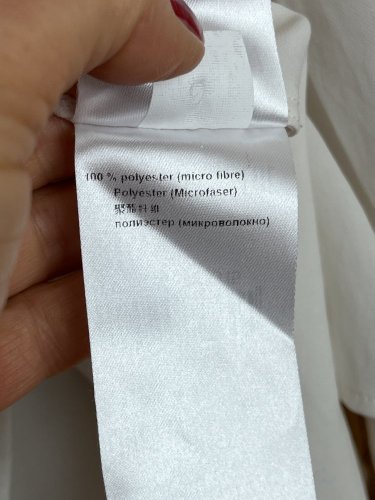 100 % polyester (micro fibre)
Polyester (Microfaser)
聚酯纤维
полиэстер (микроволокно)